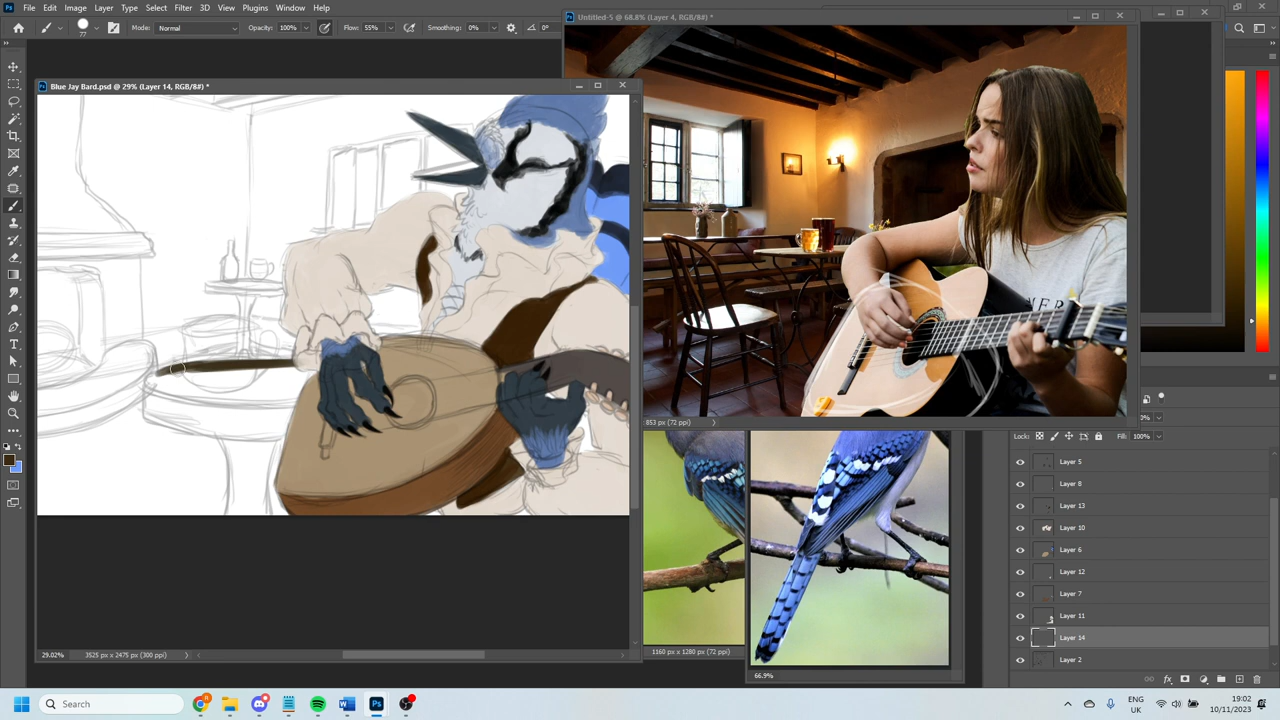 Ps File Edit Image Layer Type Select Filter 3D View Plugins Window Help
77 Mode: Normal Opacity: 100% Flow: 55% Smoothing: 0% 0°
Untitled-5 @ 68.8% (Layer 4, RGB/8#) *
Blue Jay Bard.psd @ 29% (Layer 14, RGB/8#) *
853 px (72 ppi)
Lock: Fill: 100%
Layer 5
Layer 8
Layer 13
Layer 10
Layer 6
Layer 12
Layer 7
Layer 11
Layer 14
Layer 2
29.02% 3525 px x 2475 px (300 ppi)
1160 px x 1280 px (72 ppi)
66.9%
Search
ENG
UK
19:02
10/11/2023